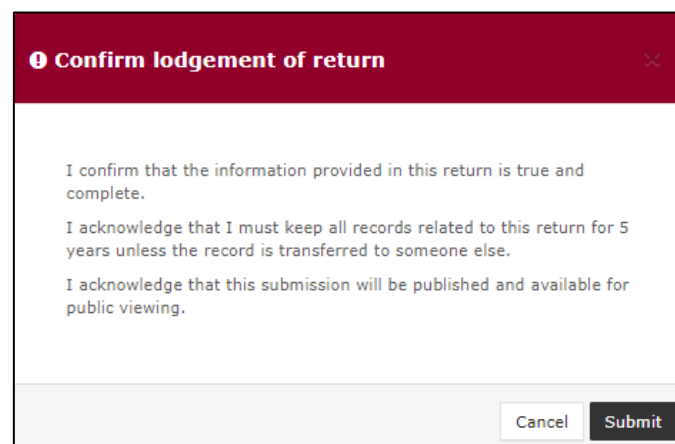 Confirm lodgement of return
I confirm that the information provided in this return is true and
complete.
I acknowledge that I must keep all records related to this return for 5
years unless the record is transferred to someone else.
I acknowledge that this submission will be published and available for
public viewing.
Cancel Submit